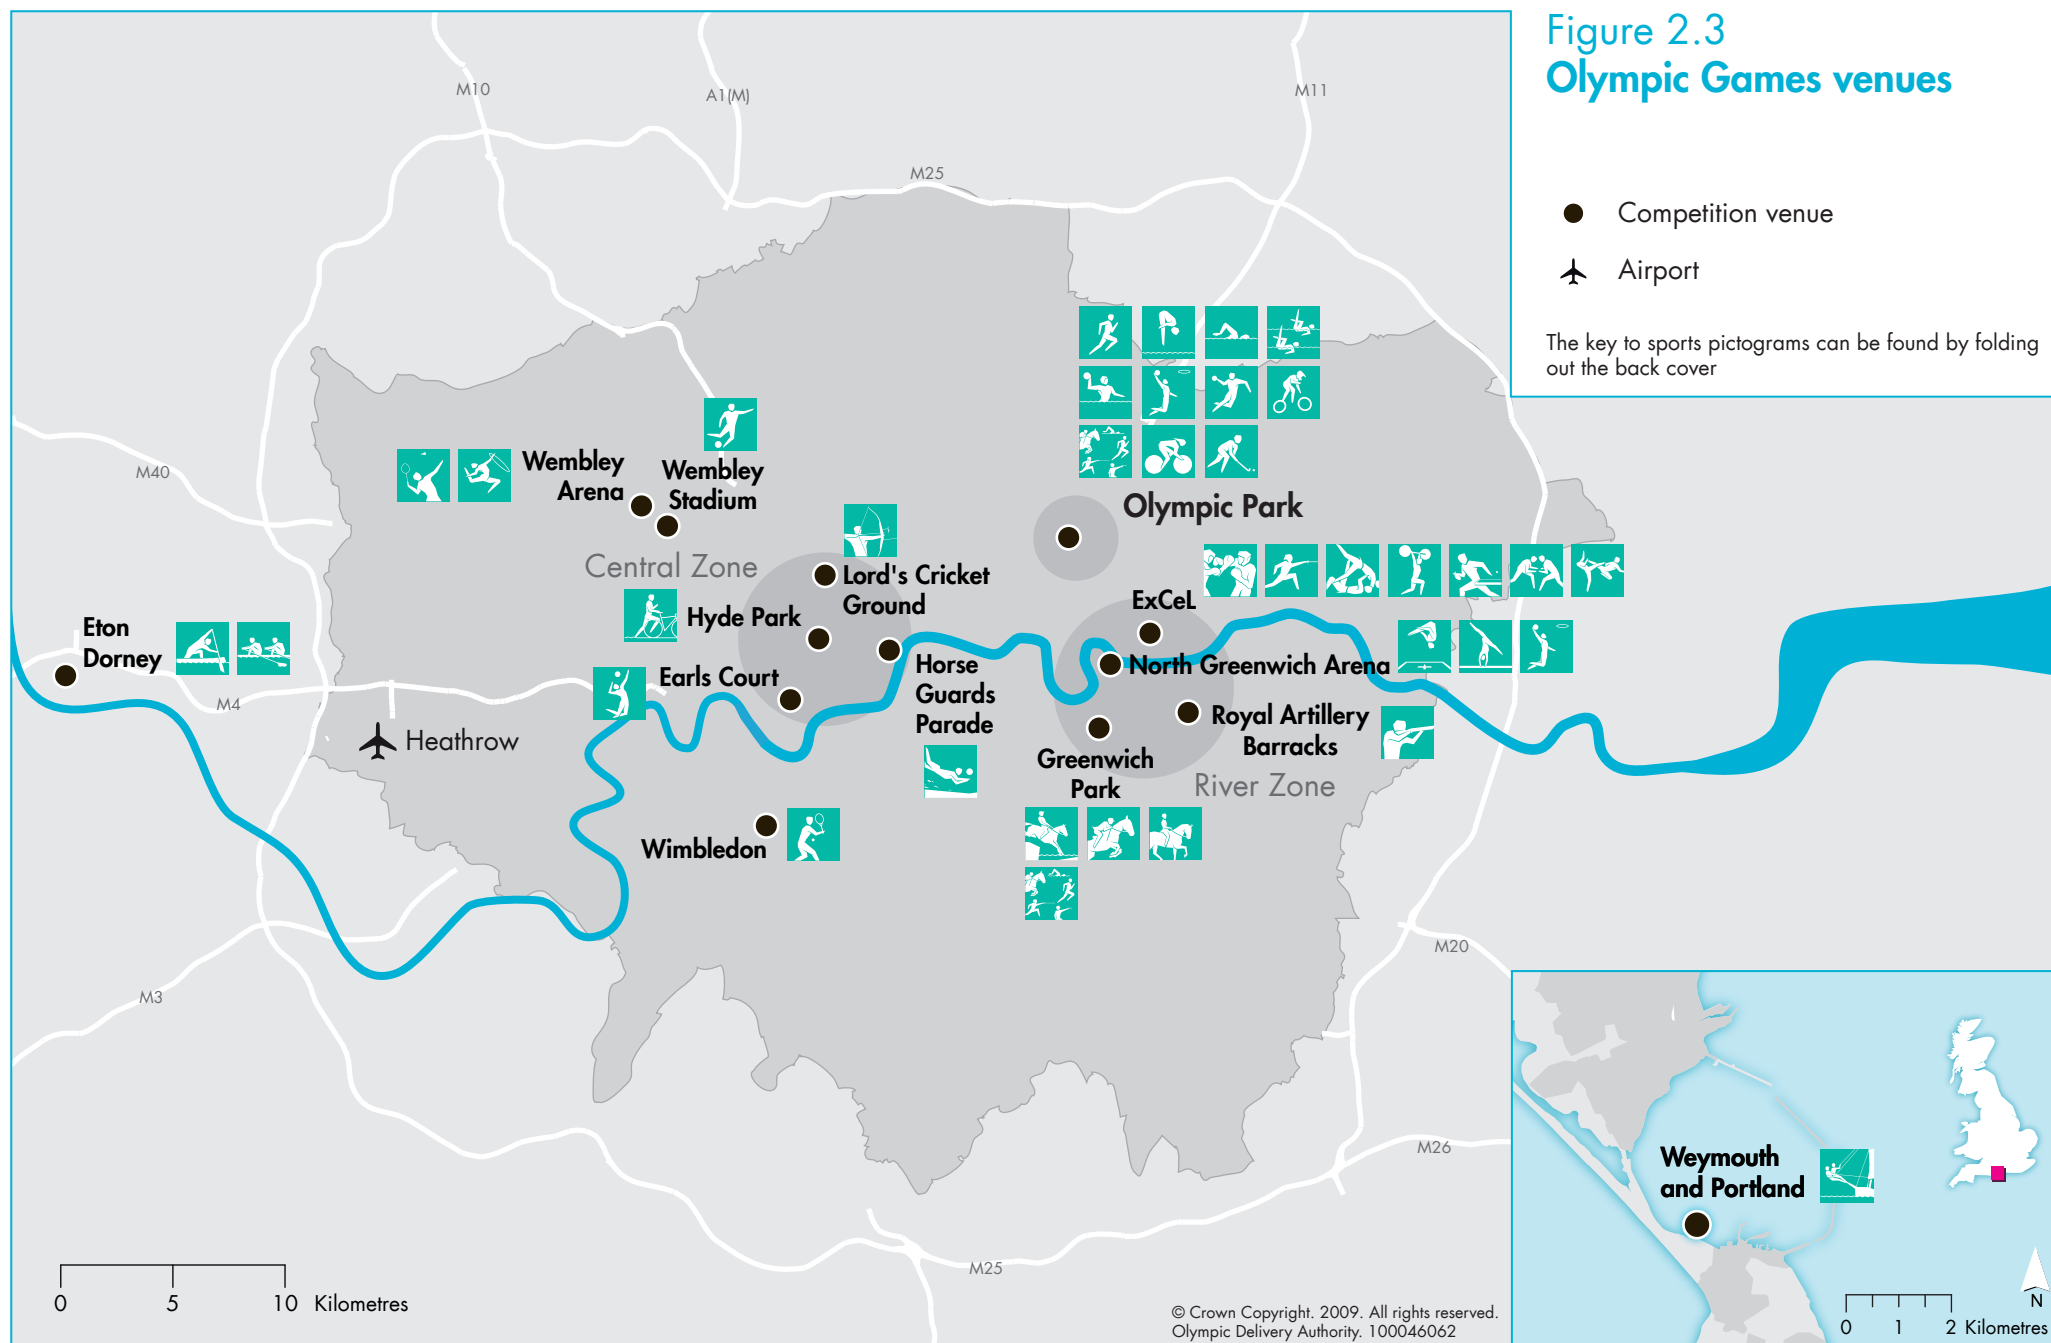 Figure 2.3
Olympic Games venues
Competition venue
Airport
The key to sports pictograms can be found by folding
out the back cover
M10
A1(M)
M11
M25
M40
Wembley
Arena
Wembley
Stadium
Olympic Park
Central Zone
Lord's Cricket
Ground
Hyde Park
ExCeL
Eton
Dorney
Earls Court
Horse
Guards
Parade
North Greenwich Arena
M4
Heathrow
Royal Artillery
Barracks
Greenwich
Park
River Zone
Wimbledon
M3
M20
M26
M25
Weymouth
and Portland
0 5 10 Kilometres
© Crown Copyright. 2009. All rights reserved.
Olympic Delivery Authority. 100046062
N
0 1 2 Kilometres